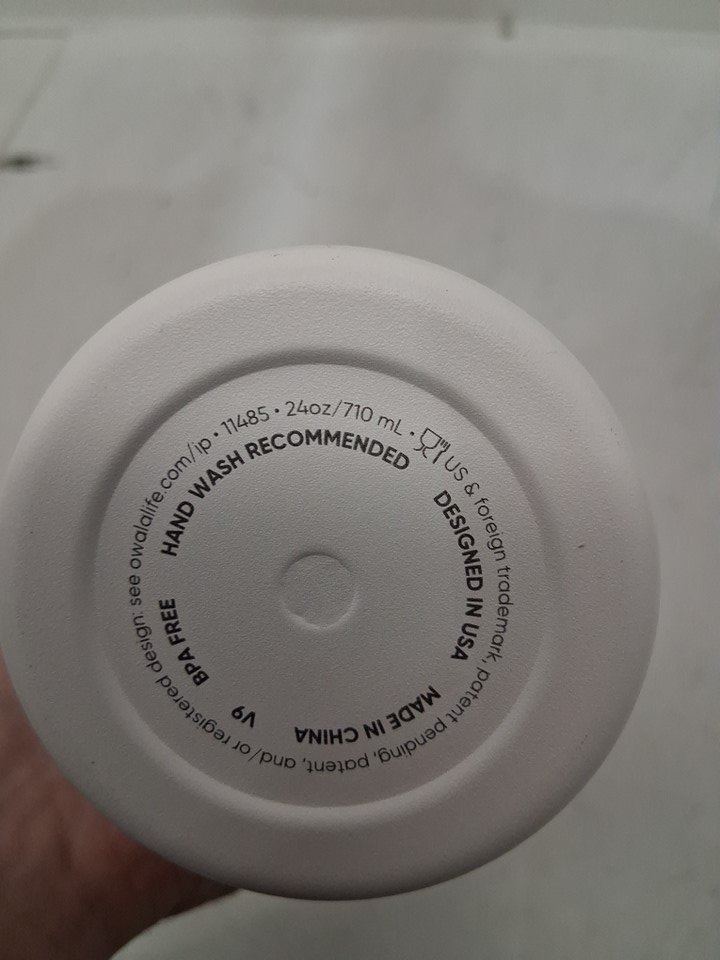 US & foreign trademark, patent pending, patent, and/or registered design: see owalalife.com/ip • 11485 • 24oz/710 mL •
HAND WASH RECOMMENDED
DESIGNED IN USA
MADE IN CHINA
V9
BPA FREE